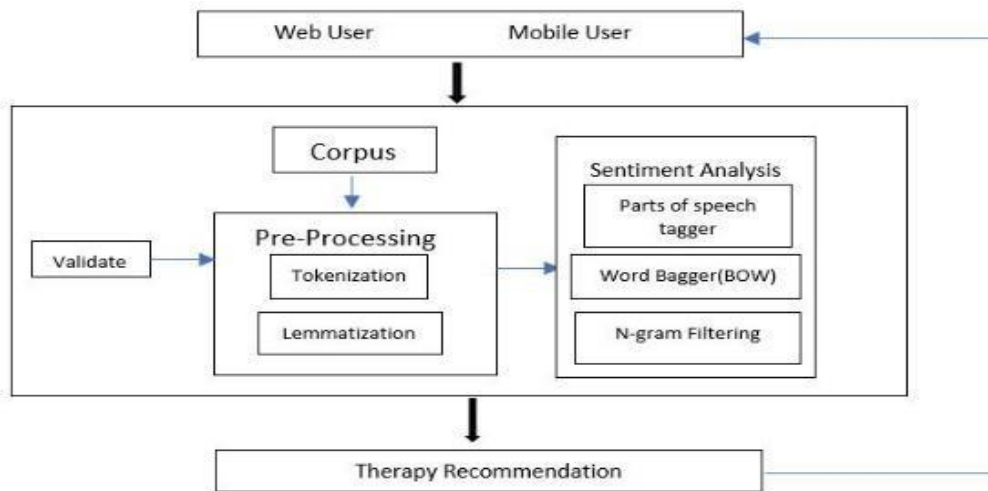 Web User Mobile User
Corpus
Sentiment Analysis
Parts of speech
tagger
Pre-Processing
Validate
Tokenization
Word Bagger(BOW)
Lemmatization
N-gram Filtering
Therapy Recommendation